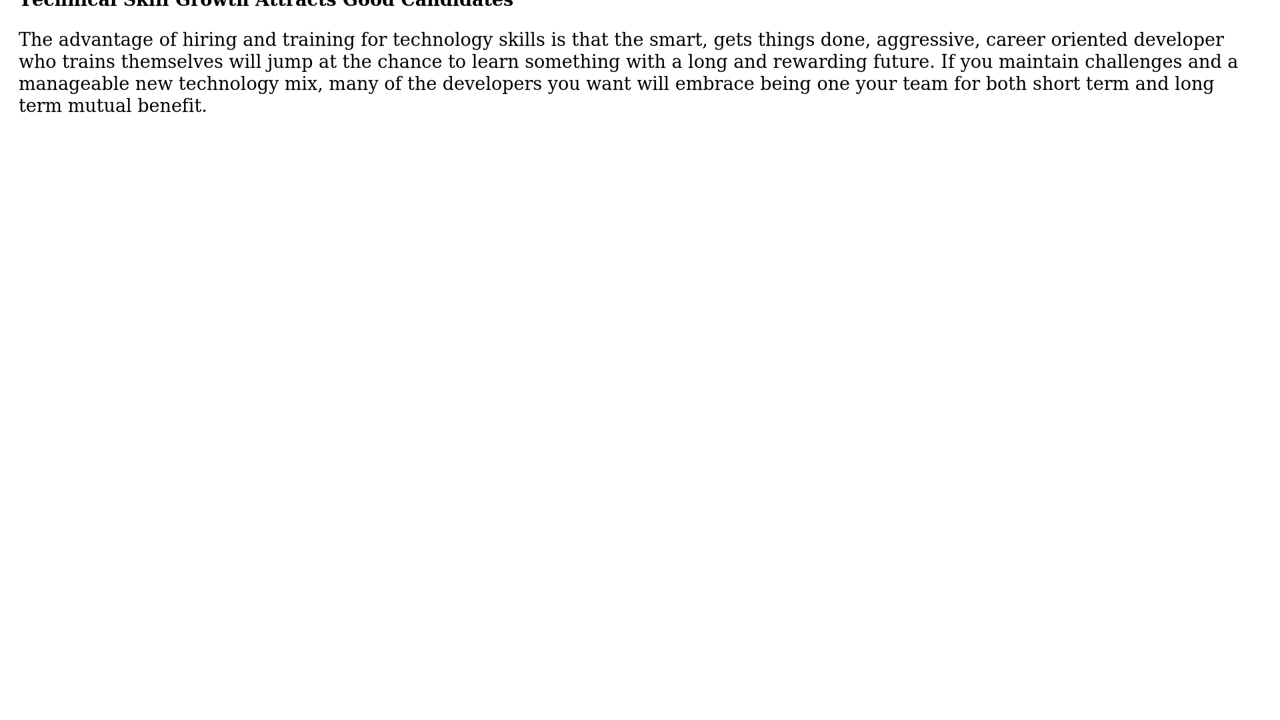 Technical Skill Growth Attracts Good Candidates
The advantage of hiring and training for technology skills is that the smart, gets things done, aggressive, career oriented developer
who trains themselves will jump at the chance to learn something with a long and rewarding future. If you maintain challenges and a
manageable new technology mix, many of the developers you want will embrace being one your team for both short term and long
term mutual benefit.